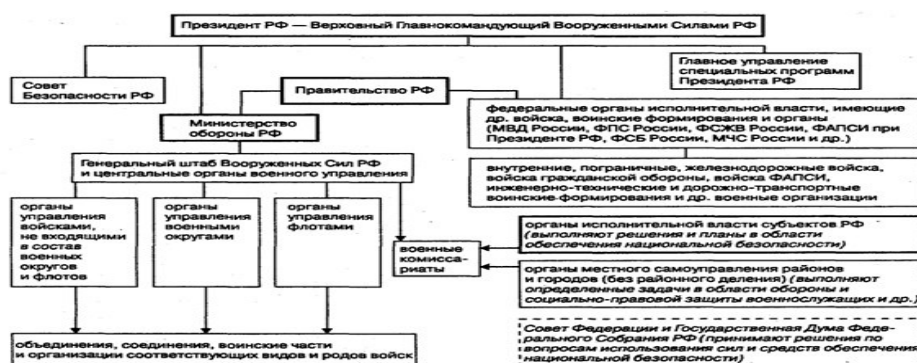 Президент РФ — Верховный Главнокомандующий Вооруженными Силами РФ
Совет
Безопасности РФ
Главное управление
специальных программ
Президента РФ
Правительство РФ
Министерство
обороны РФ
федеральные органы исполнительной власти, имеющие
др. войска, воинские формирования и органы
(МВД России, ФПС России, ФСЖВ России, ФАПСИ при
Президенте РФ, ФСБ России, МЧС России и др.)
Генеральный штаб Вооруженных Сил РФ
и центральные органы военного управления
внутренние, пограничные, железнодорожные войска,
войска гражданской обороны, войска ФАПСИ,
инженерно-технические и дорожно-транспортные
воинские формирования и др. военные организации
органы
управления
войсками,
не входящими
в состав
военных
округов
и флотов
органы
управления
военными
округами
органы
управления
флотами
военные
комисса-
риаты
органы исполнительной власти субъектов РФ
(выполняют решения и планы в области
обеспечения национальной безопасности)
органы местного самоуправления районов
и городов (без районного деления) (выполняют
определенные задачи в области обороны и
социально-правовой защиты военнослужащих и др.)
объединения, соединения, воинские части
и организации соответствующих видов и родов войск
Совет Федерации и Государственная Дума Феде-
рального Собрания РФ (принимают решения по
вопросам использования сил и средств обеспечения
национальной безопасности)